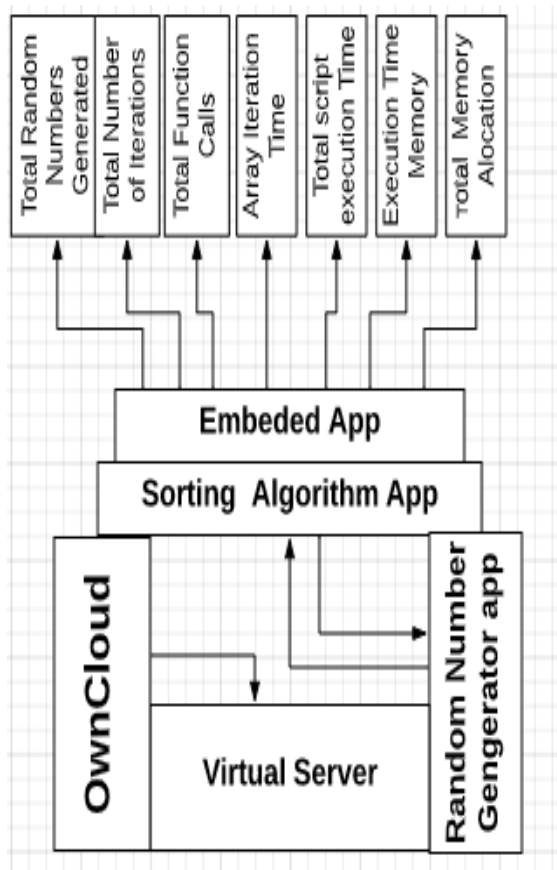 Total Random
Numbers
Generated
Total Number
of Iterations
Total Function
Calls
Array Iteration
Time
Total script
execution Time
Execution Time
Memory
Total Memory
Alocation
Embeded App
Sorting Algorithm App
OwnCloud
Virtual Server
Random Number
Gengerator app